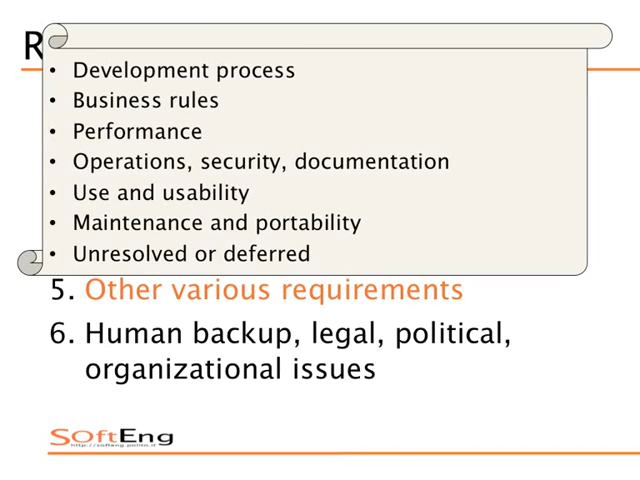 R
• Development process
• Business rules
• Performance
• Operations, security, documentation
• Use and usability
• Maintenance and portability
• Unresolved or deferred
5. Other various requirements
6. Human backup, legal, political,
organizational issues
SOftEng
http://softeng.polito.it